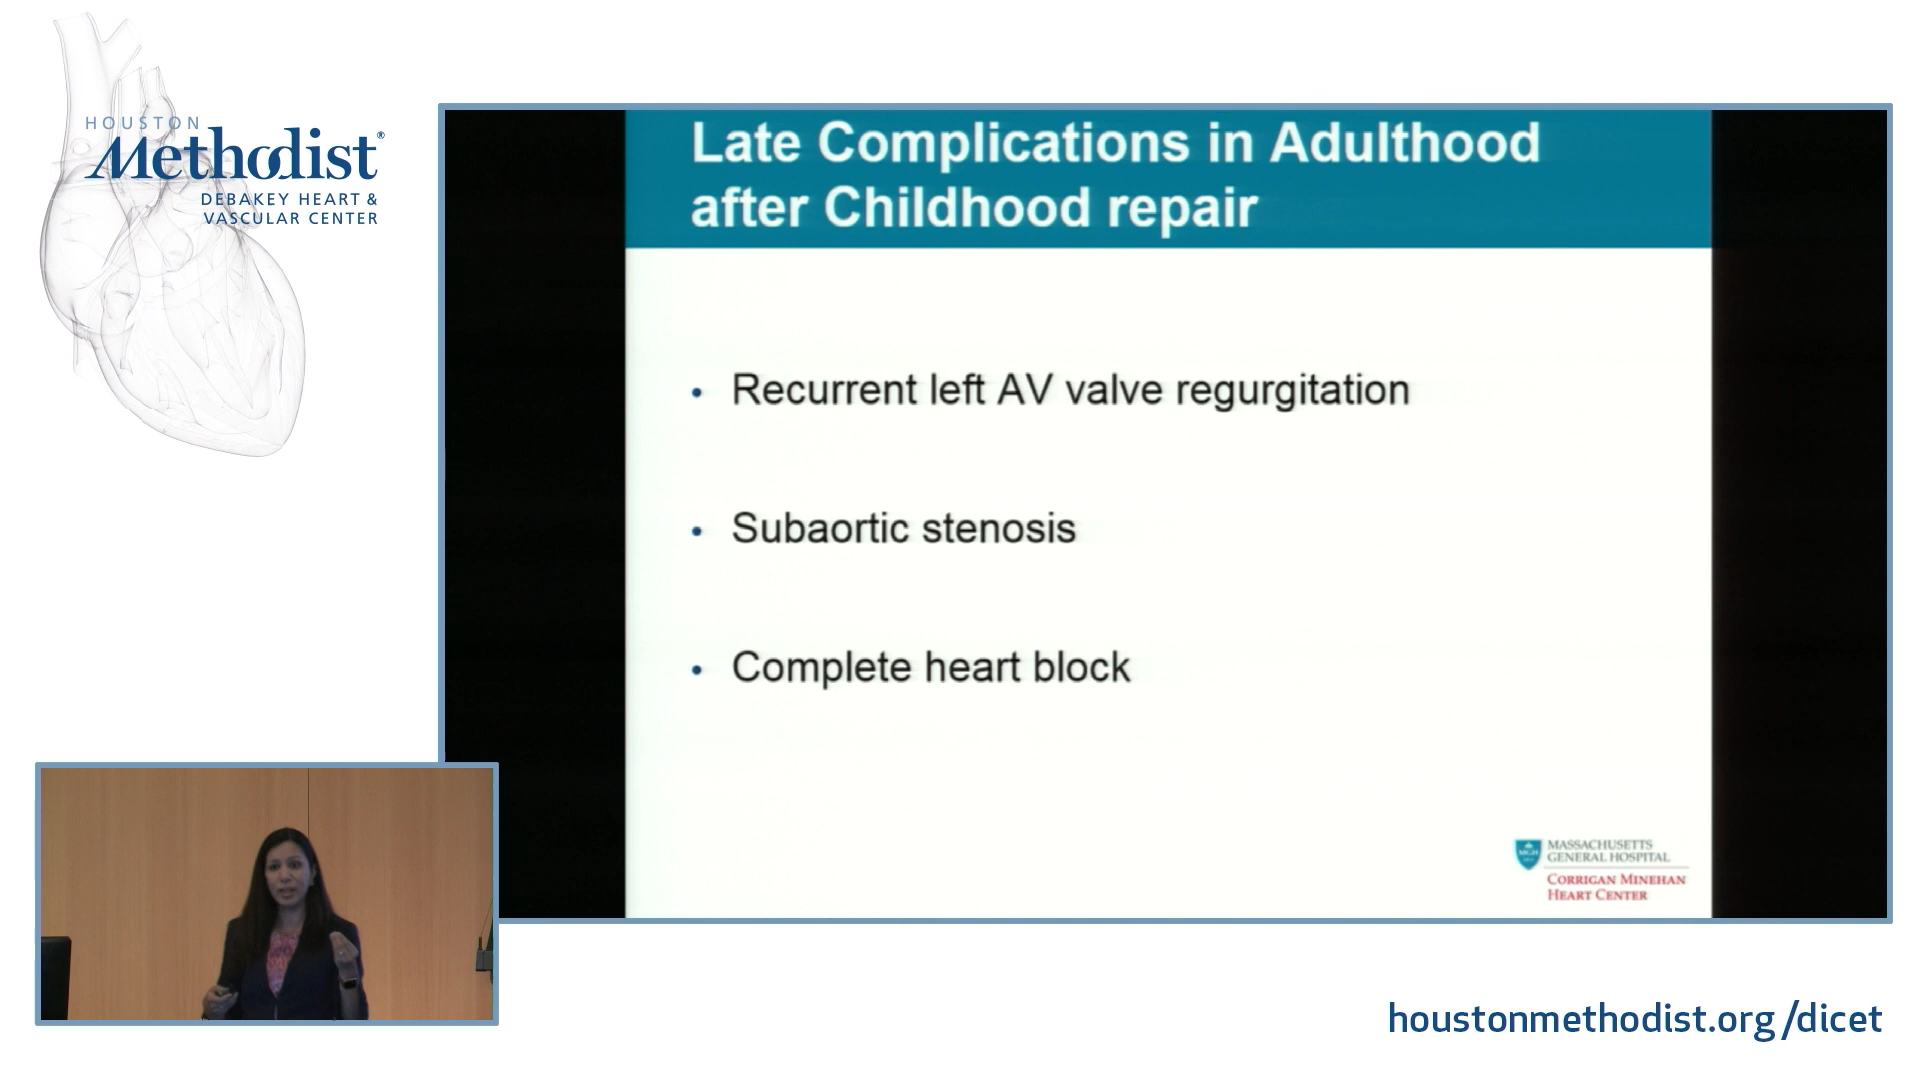 HOUSTON
Methodist®
DEBAKEY HEART &
VASCULAR CENTER
Late Complications in Adulthood
after Childhood repair
• Recurrent left AV valve regurgitation
• Subaortic stenosis
• Complete heart block
MGH
MASSACHUSETTS
GENERAL HOSPITAL
CORRIGAN MINEHAN
HEART CENTER
houstonmethodist.org/dicet